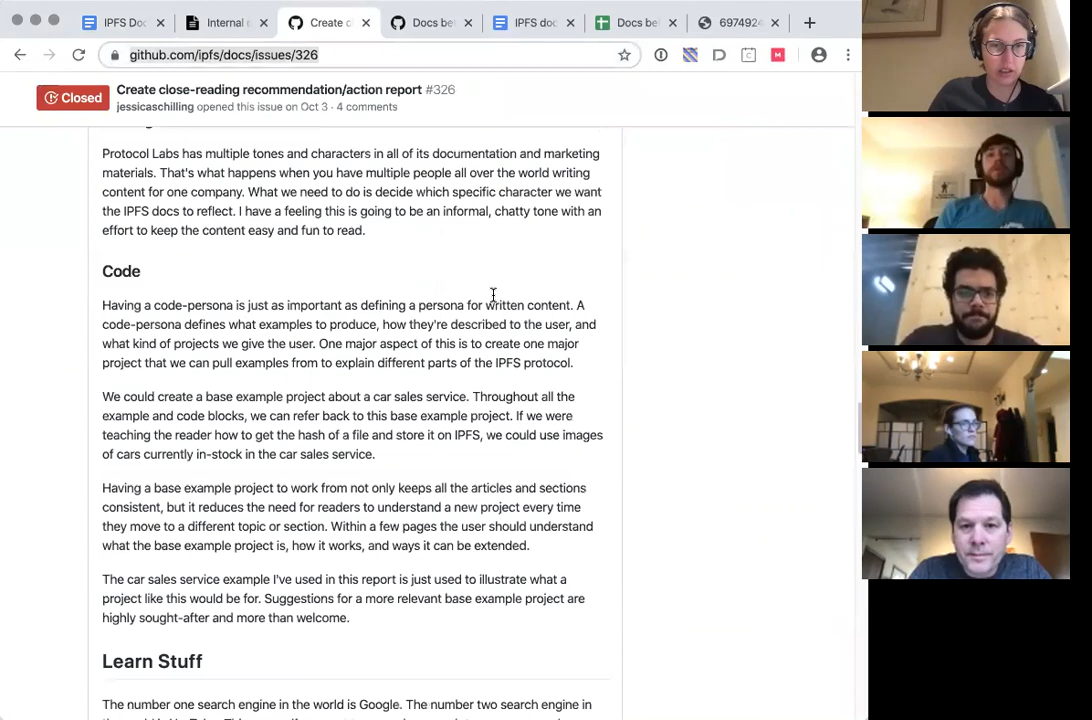 IPFS Do
Internal
Create c
Docs be
IPFS doc
Docs be
6974924
github.com/ipfs/docs/issues/326
Closed
Create close-reading recommendation/action report #326
jessicaschilling opened this issue on Oct 3 · 4 comments
Protocol Labs has multiple tones and characters in all of its documentation and marketing
materials. That's what happens when you have multiple people all over the world writing
content for one company. What we need to do is decide which specific character we want
the IPFS docs to reflect. I have a feeling this is going to be an informal, chatty tone with an
effort to keep the content easy and fun to read.
Code
Having a code-persona is just as important as defining a persona for written content. A
code-persona defines what examples to produce, how they're described to the user, and
what kind of projects we give the user. One major aspect of this is to create one major
project that we can pull examples from to explain different parts of the IPFS protocol.
We could create a base example project about a car sales service. Throughout all the
example and code blocks, we can refer back to this base example project. If we were
teaching the reader how to get the hash of a file and store it on IPFS, we could use images
of cars currently in-stock in the car sales service.
Having a base example project to work from not only keeps all the articles and sections
consistent, but it reduces the need for readers to understand a new project every time
they move to a different topic or section. Within a few pages the user should understand
what the base example project is, how it works, and ways it can be extended.
The car sales service example I've used in this report is just used to illustrate what a
project like this would be for. Suggestions for a more relevant base example project are
highly sought-after and more than welcome.
Learn Stuff
The number one search engine in the world is Google. The number two search engine in